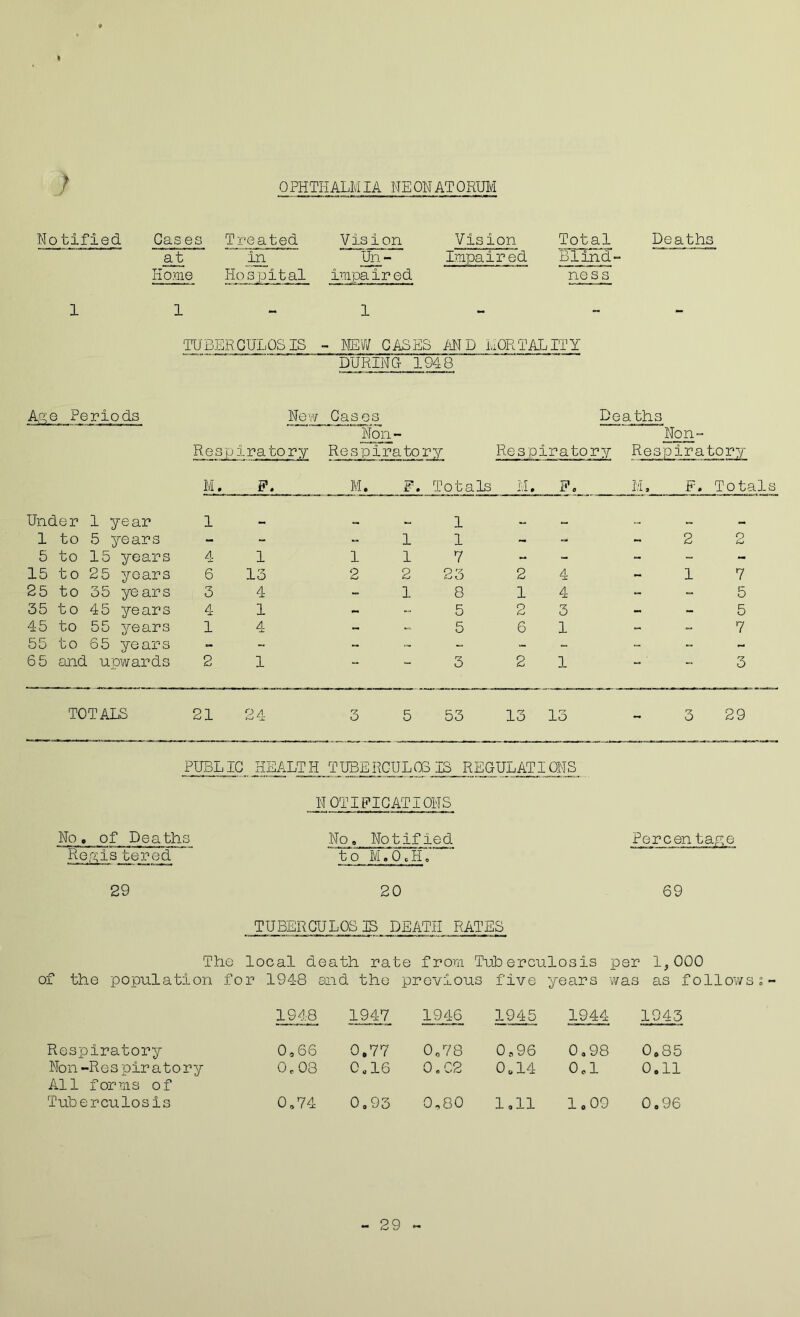 OPHTHALMIA NEONATORUM
Notified Cases Treated Vision Vision Total Deaths
at in Un- Impaired Blind-
Home Hospital impaired ness
1 1 - 1 - - -
TUBERCULOSIS - NEW CASES AND MORTALITY
DURING 1948
Age Periods New Cases Deaths
Non- Non-
Respiratory Respiratory Respiratory Respiratory
M. F. M. F. Totals M. F. M. F. Totals
Under 1 year 1 - - - 1 - - - - -
1 to 5 years - - - 1 1 - - - 2 2
5 to 15 years 4 1 1 1 7 - - - - -
15 to 25 years 6 13 2 2 23 2 4 - 1 7
25 to 35 years 3 4 - 1 8 1 4 - - 5
35 to 45 years 4 1 - - 5 2 3 - - 5
45 to 55 years 1 4 - - 5 6 1 - - 7
55 to 65 years - - - - - - - - - -
65 and upwards 2 1 - - 3 2 1 - - 3
TOTALS 21 24 3 5 53 13 13 - 3 29
PUBLIC HEALTH TUBERCULOSIS REGULATIONS
NOTIFICATIONS
No. of Deaths No. Notified Percentage
Registered to M.O.H.
29 20 69
TUBERCULOSIS DEATH RATES
The local death rate from Tuberculosis per 1,000
of the population for 1948 and the previous five years was as follows:-
1948 1947 1946 1945 1944 1943
Respiratory 0.66 0.77 0.78 0.96 0.98 0.85
Non-Respiratory 0.08 0.16 0.02 0.14 0.1 0.11
All forms of
Tuberculosis 0.74 0.93 0.80 1.11 1.09 0.96
- 29 -